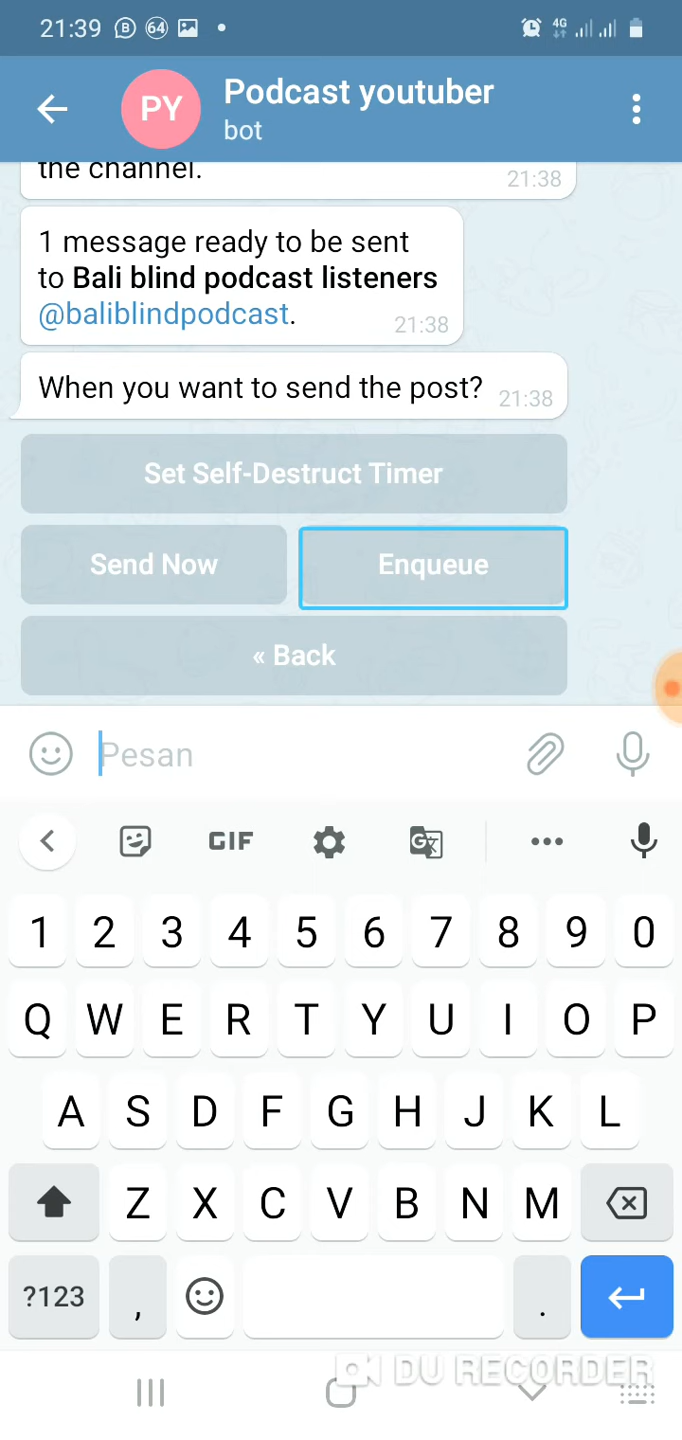 21:39 B 64
PY
Podcast youtuber
bot
the channel.
21:38
1 message ready to be sent
to Bali blind podcast listeners
@baliblindpodcast.
21:38
When you want to send the post?
21:38
Set Self-Destruct Timer
Send Now
Enqueue
« Back
Pesan
GIF
1 2 3 4 5 6 7 8 9 0
Q W E R T Y U I O P
A S D F G H J K L
Z X C V B N M
?123 , .
DU RECORDER